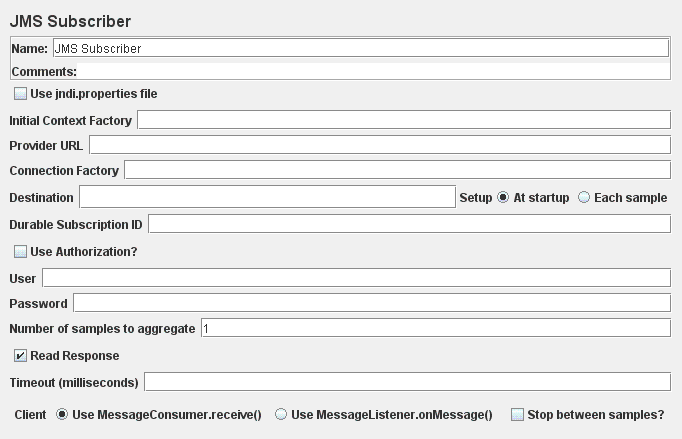 JMS Subscriber
Name: JMS Subscriber
Comments:
Use jndi.properties file
Initial Context Factory
Provider URL
Connection Factory
Destination Setup At startup Each sample
Durable Subscription ID
Use Authorization?
User
Password
Number of samples to aggregate 1
Read Response
Timeout (milliseconds)
Client Use MessageConsumer.receive() Use MessageListener.onMessage() Stop between samples?